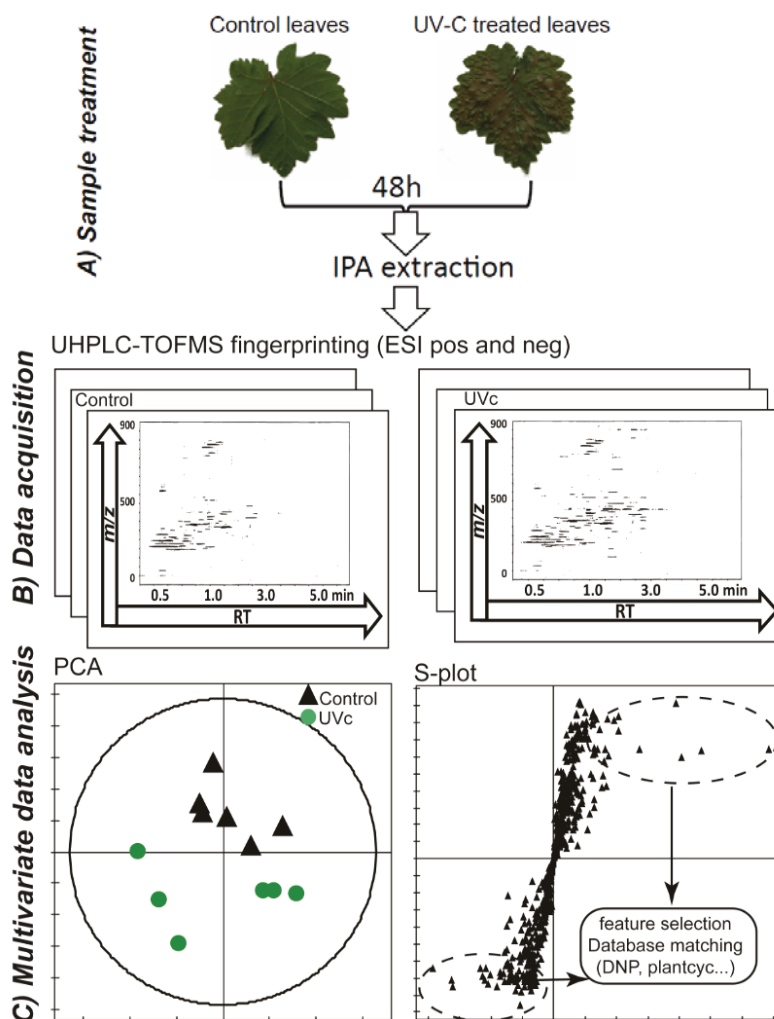 Control leaves
UV-C treated leaves
A) Sample treatment
48h
IPA extraction
B) Data acquisition
UHPLC-TOFMS fingerprinting (ESI pos and neg)
Control
900
500
0
m/z
0.5 1.0 3.0 5.0 min
RT
UVc
900
500
0
m/z
0.5 1.0 3.0 5.0 min
RT
C) Multivariate data analysis
PCA
Control
UVc
S-plot
feature selection
Database matching
(DNP, plantcyc...)